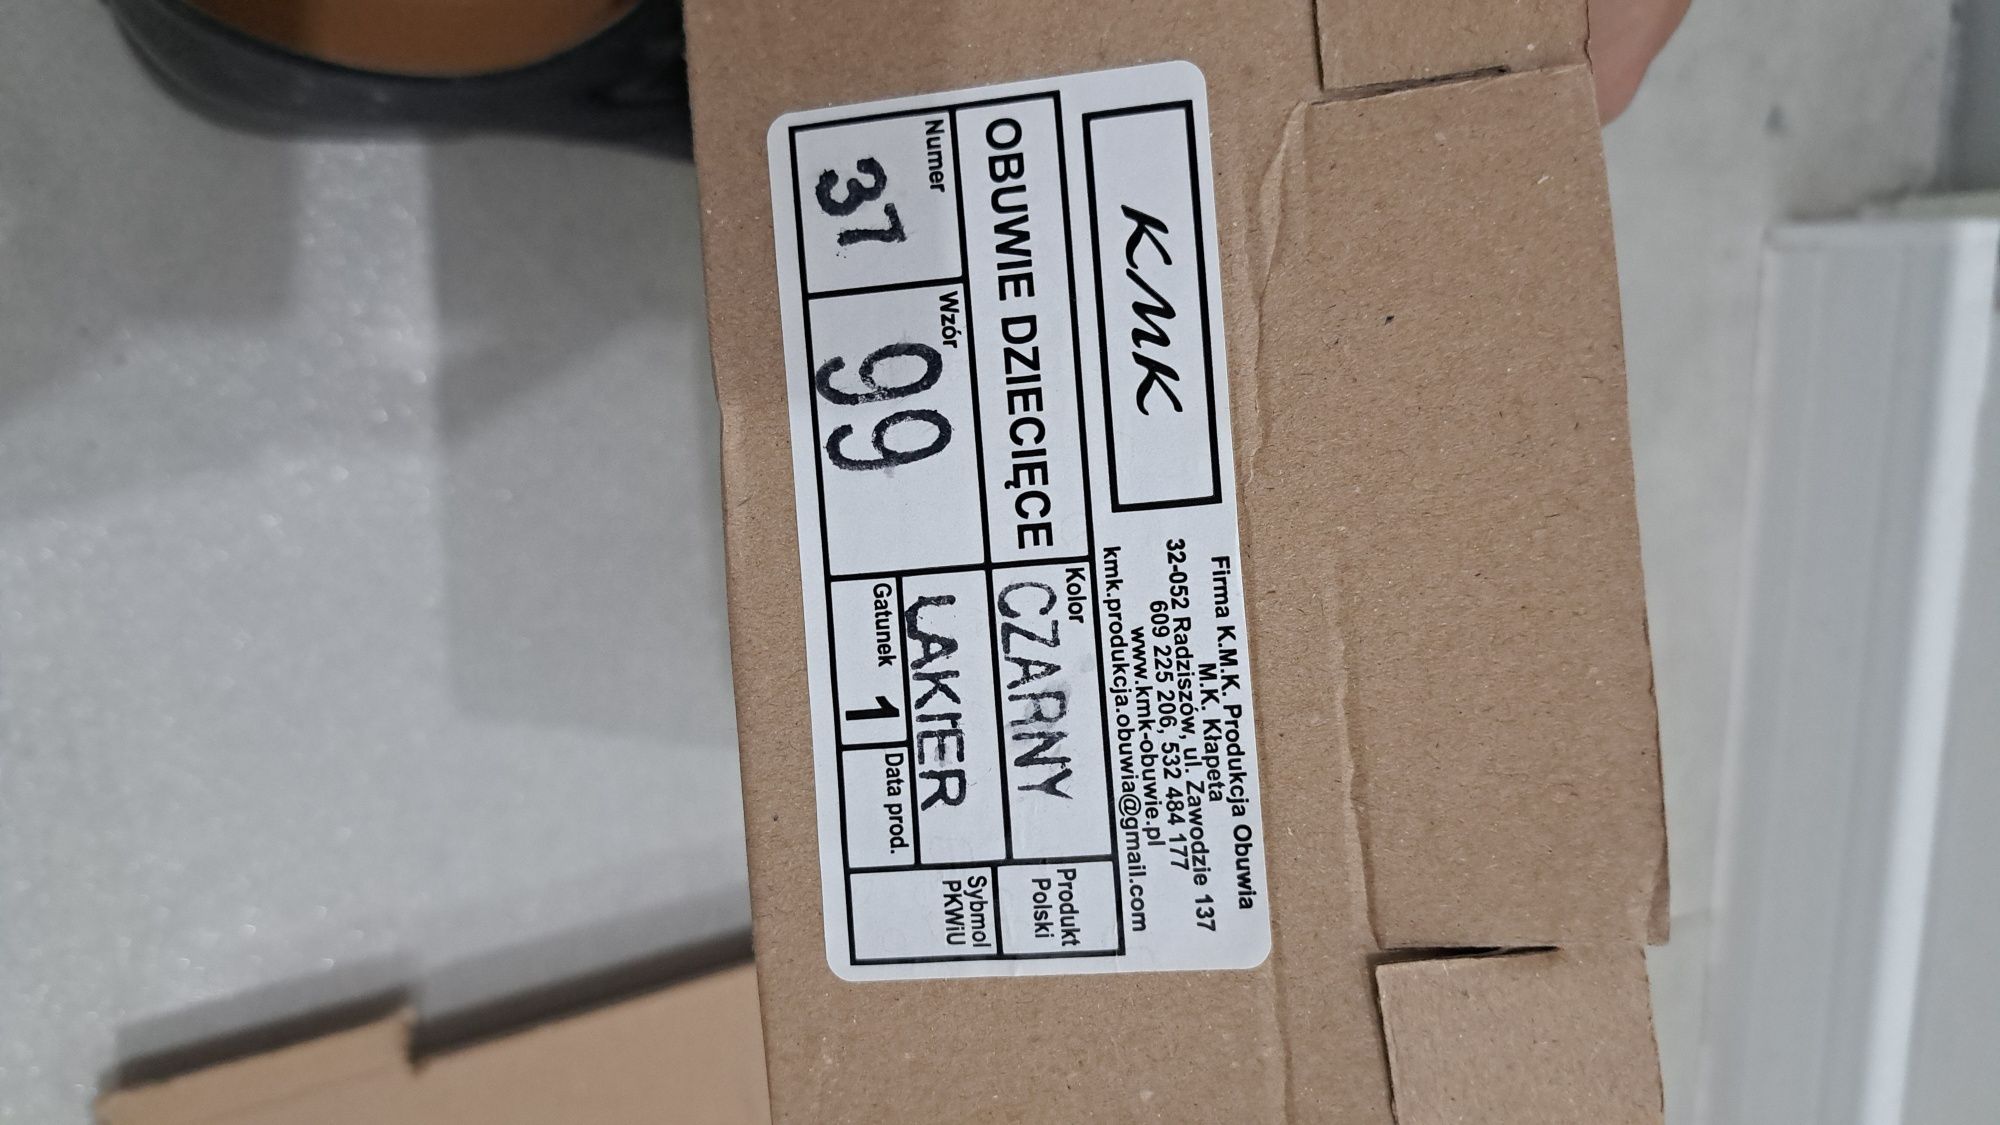 KMK
Firma K.M.K. Produkcja Obuwia
M.K. Kłapeta
32-052 Radziszów, ul. Zawodzie 137
609 225 206, 532 484 177
www.kmk-obuwie.pl
kmk.produkcja.obuwia@gmail.com
OBUWIE DZIECIĘCE
Kolor
CZARNY
Produkt
Polski
Numer
37
Wzór
99
LAKIER
Gatunek 1
Data prod.
Sybmol
PKWiU